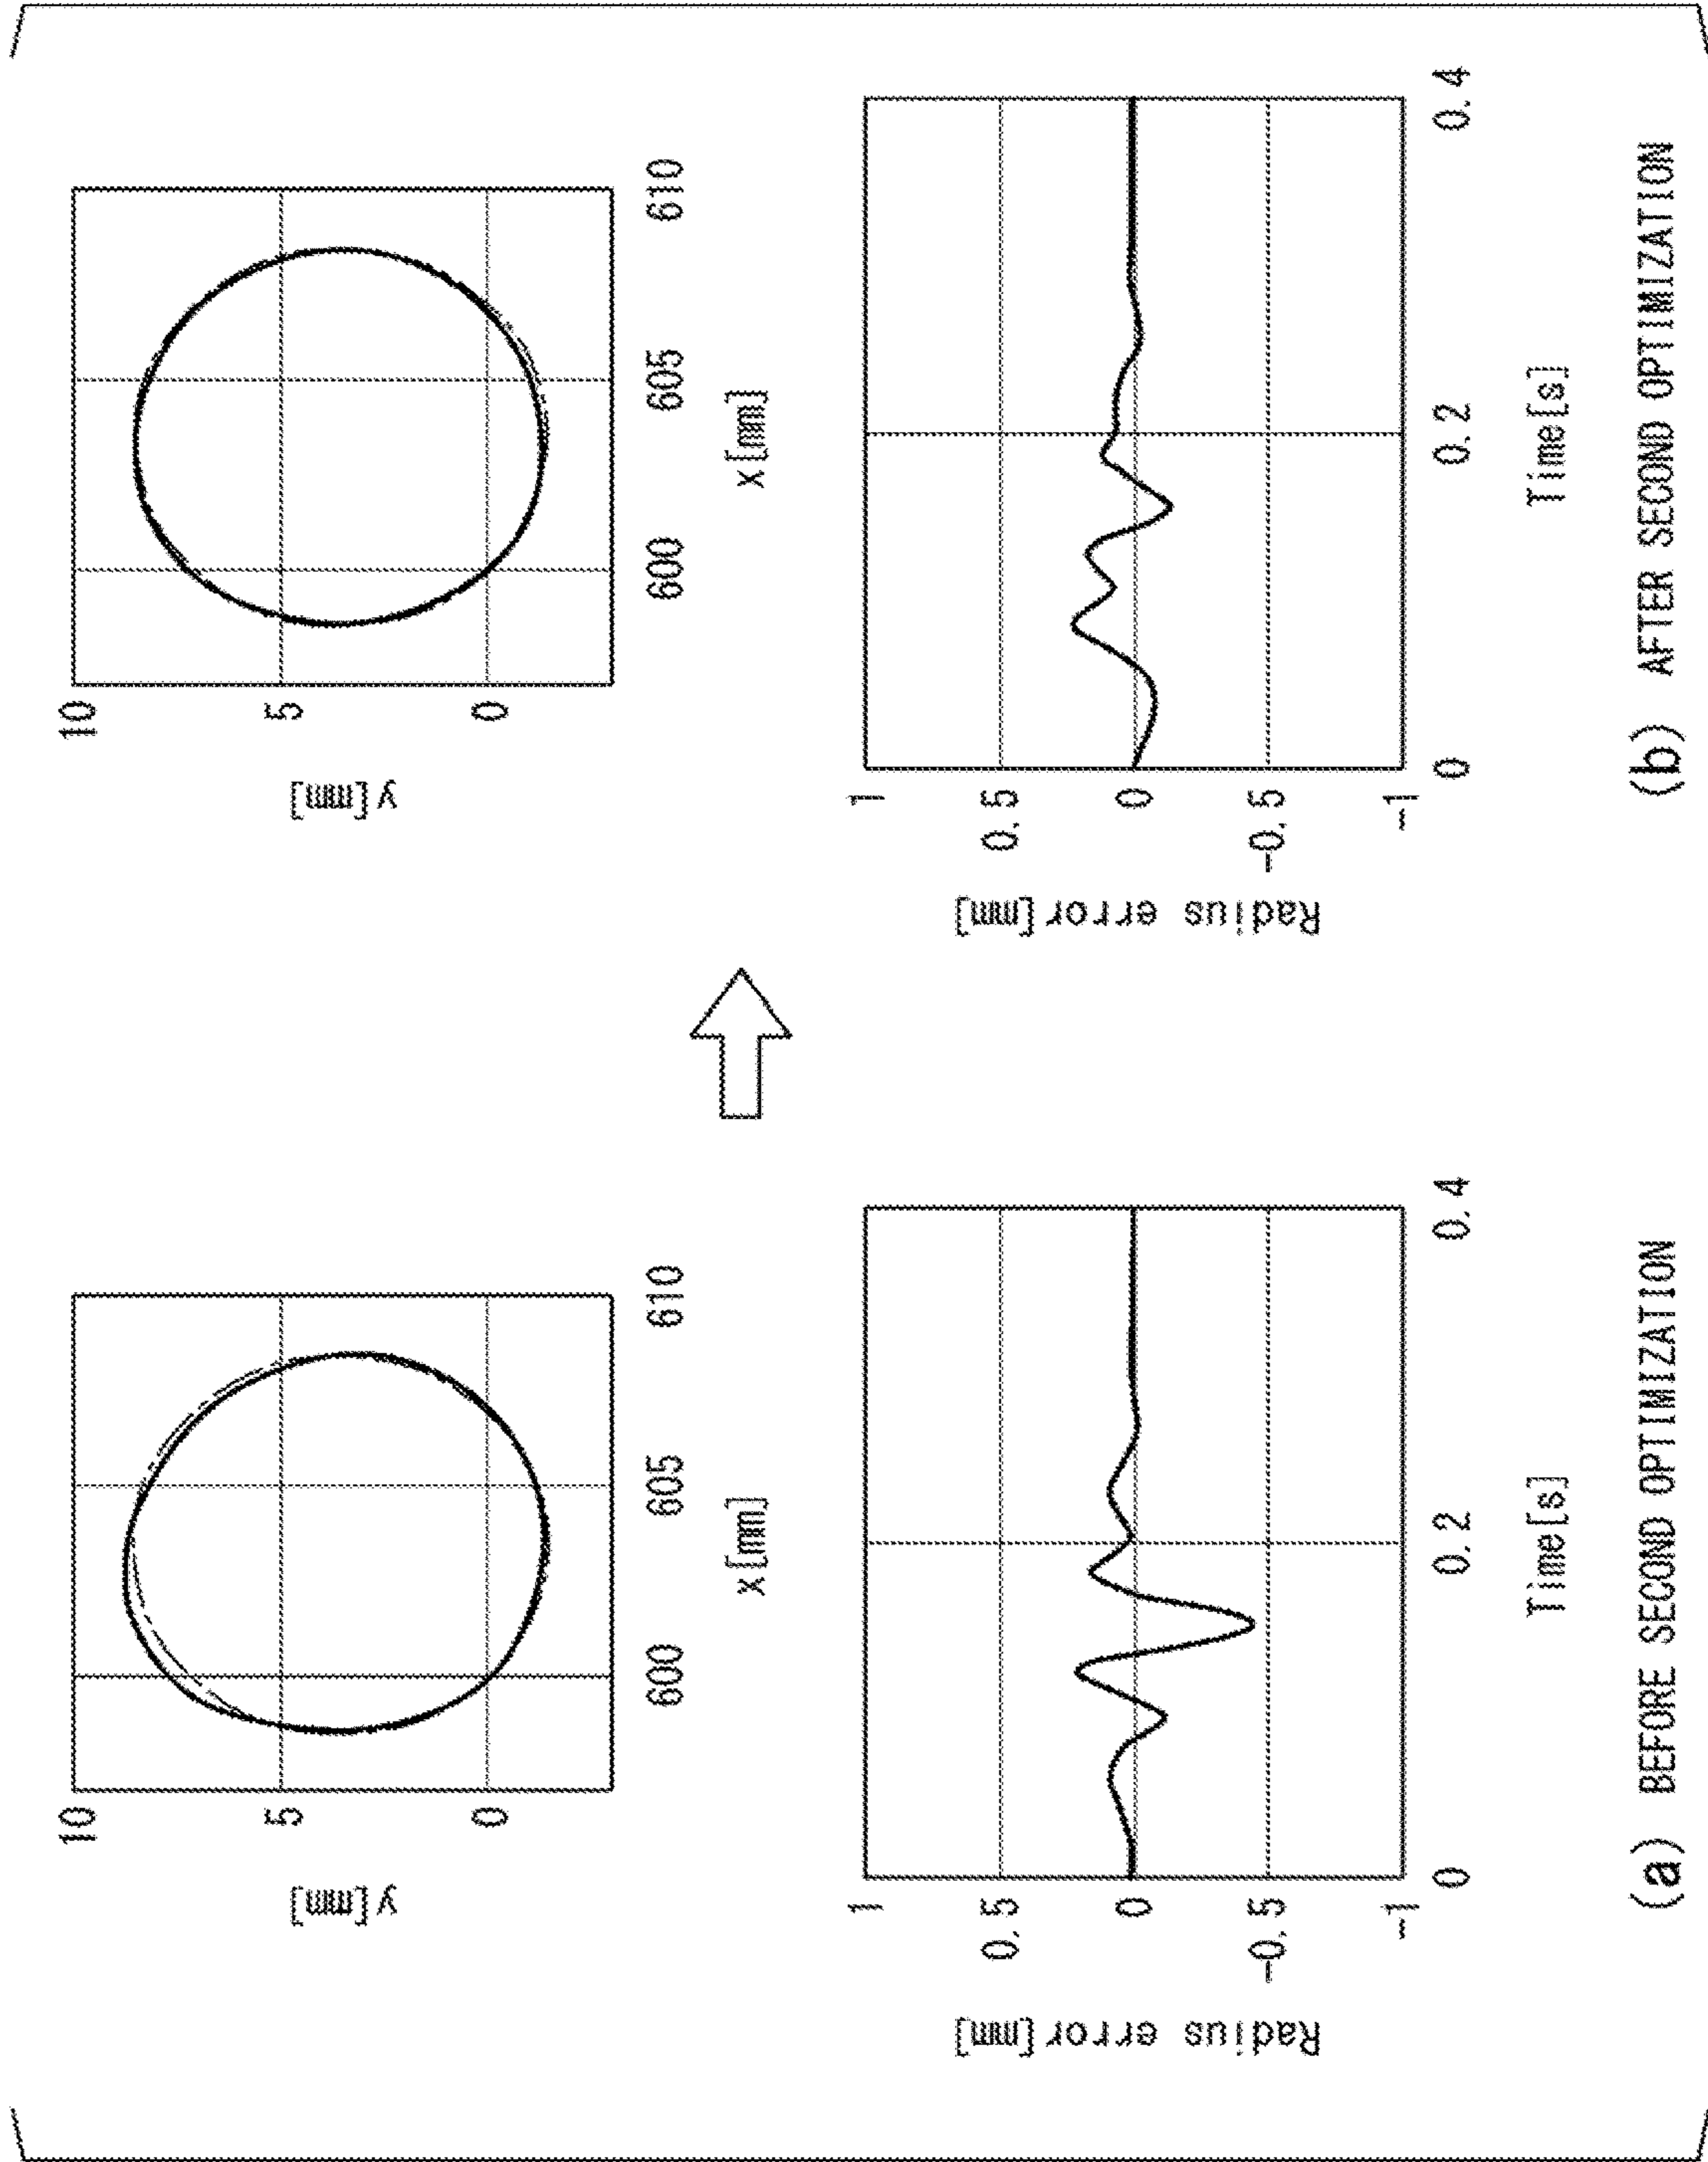 10
5
0
y[mm]
600
605
610
x[mm]
1
0.5
0
-0.5
-1
Radius error[mm]
0
0.2
0.4
Time[s]
(a) BEFORE SECOND OPTIMIZATION
10
5
0
y[mm]
600
605
610
x[mm]
1
0.5
0
-0.5
-1
Radius error[mm]
0
0.2
0.4
Time[s]
(b) AFTER SECOND OPTIMIZATION